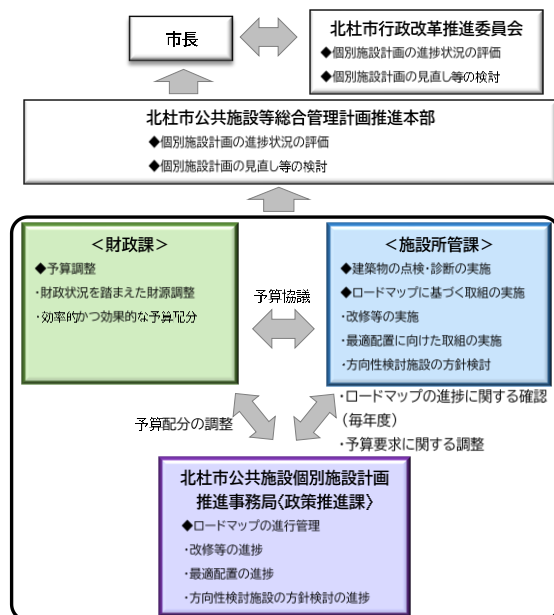 市長
北杜市行政改革推進委員会
◆個別施設計画の進捗状況の評価
◆個別施設計画の見直し等の検討
北杜市公共施設等総合管理計画推進本部
◆個別施設計画の進捗状況の評価
◆個別施設計画の見直し等の検討
＜財政課＞
◆予算調整
・財政状況を踏まえた財源調整
・効率的かつ効果的な予算配分
予算協議
＜施設所管課＞
◆建築物の点検・診断の実施
◆ロードマップに基づく取組の実施
・改修等の実施
・最適配置に向けた取組の実施
・方向性検討施設の方針検討
予算配分の調整
・ロードマップの進捗に関する確認
（毎年度）
・予算要求に関する調整
北杜市公共施設個別施設計画
推進事務局〈政策推進課〉
◆ロードマップの進行管理
・改修等の進捗
・最適配置の進捗
・方向性検討施設の方針検討の進捗